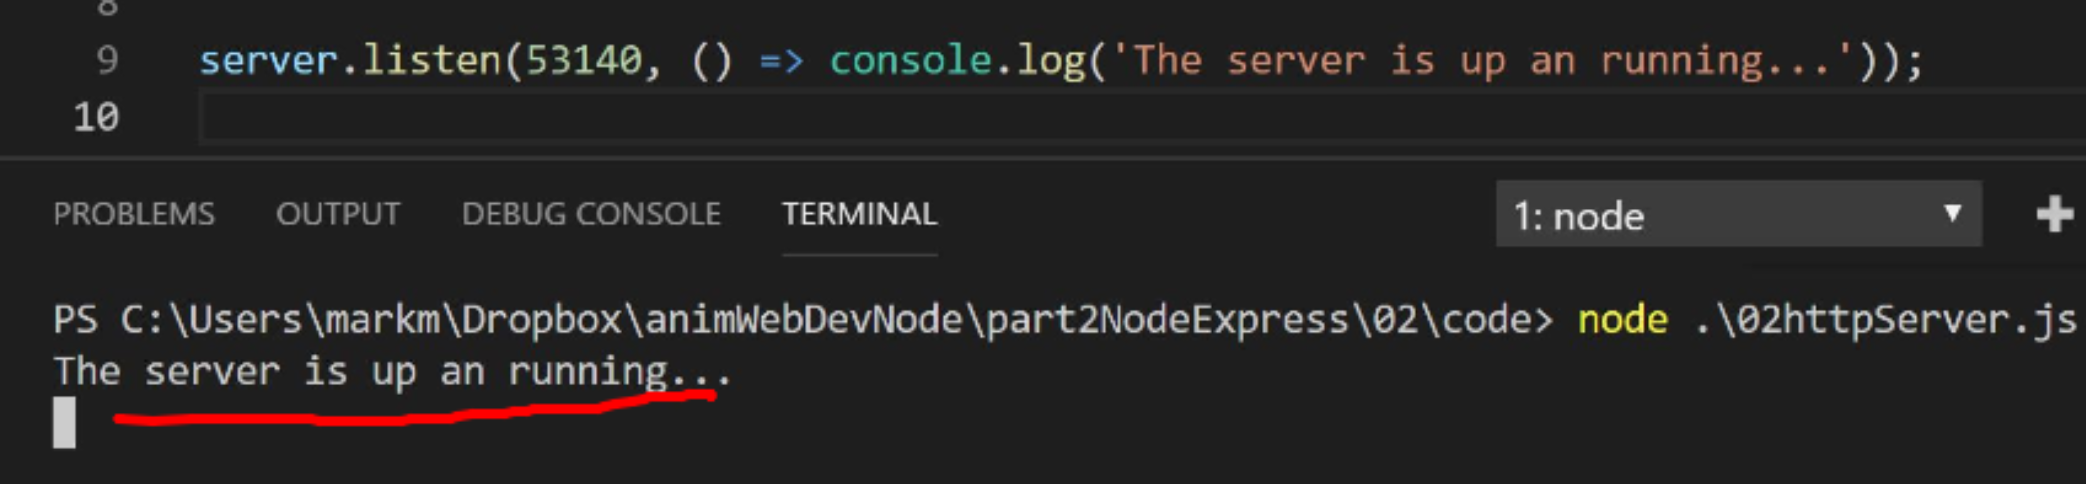 8
9 server.listen(53140, () => console.log('The server is up an running...'));
10
PROBLEMS OUTPUT DEBUG CONSOLE TERMINAL 1: node
PS C:\Users\markm\Dropbox\animWebDevNode\part2NodeExpress\02\code> node .\02httpServer.js
The server is up an running...